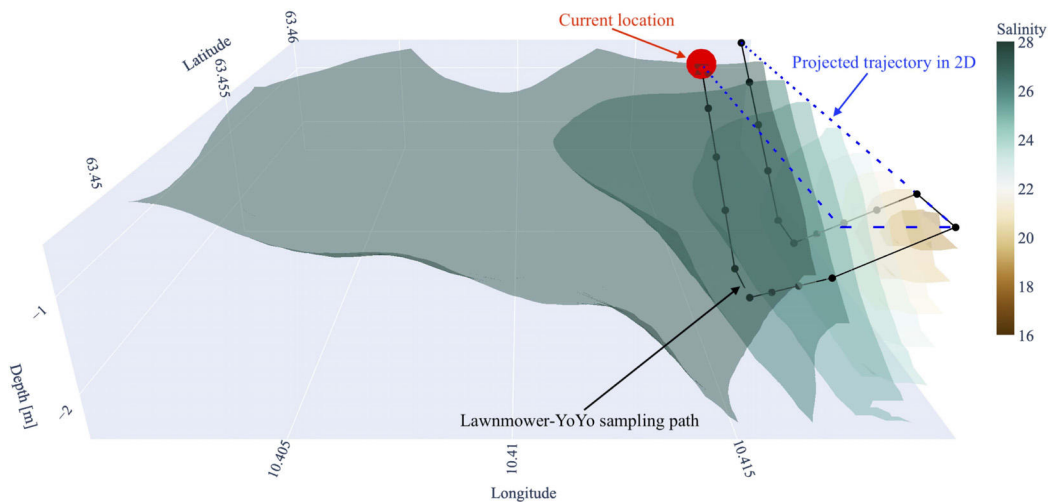 Current location
Salinity
63.46
Latitude
28
63.455
Projected trajectory in 2D
26
24
63.45
22
20
18
−1
16
Depth [m]
−2
Lawnmower-YoYo sampling path
10.405
10.41
10.415
Longitude